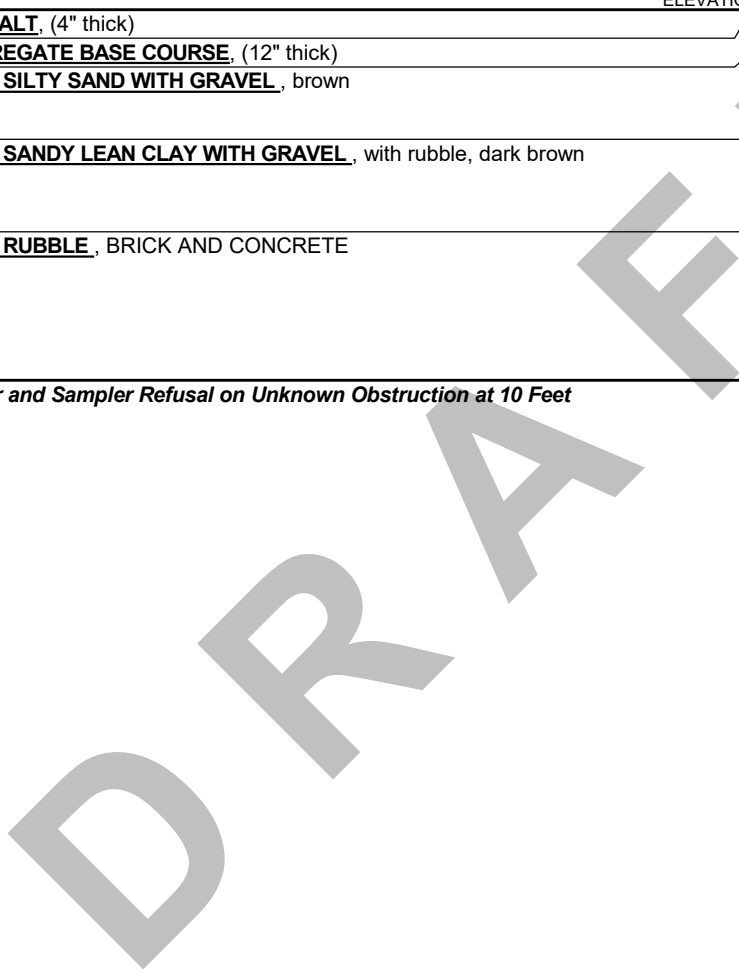 ELEVATIO
ALT, (4" thick)
REGATE BASE COURSE, (12" thick)
SILTY SAND WITH GRAVEL , brown
SANDY LEAN CLAY WITH GRAVEL , with rubble, dark brown
RUBBLE , BRICK AND CONCRETE
r and Sampler Refusal on Unknown Obstruction at 10 Feet
DRAF